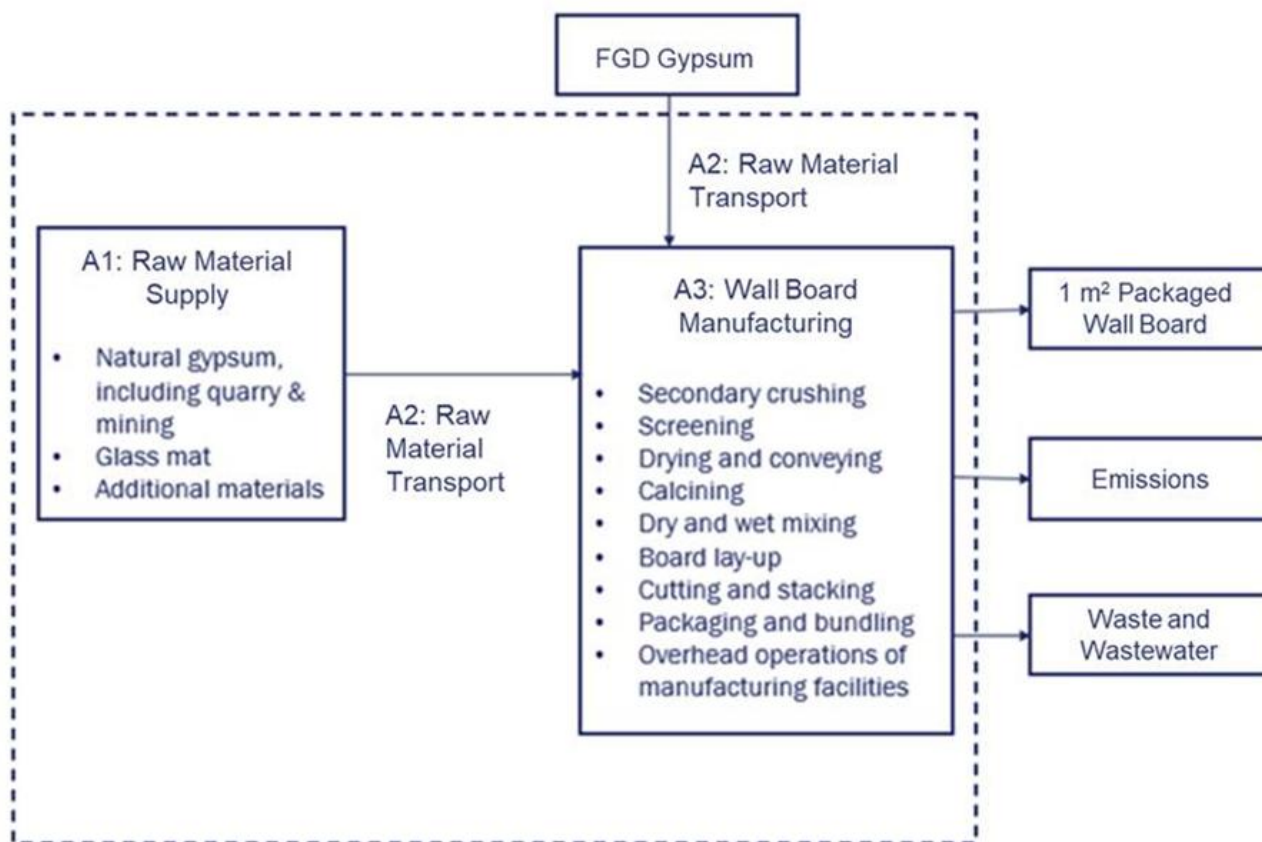 FGD Gypsum
A2: Raw Material
Transport
A1: Raw Material
Supply
• Natural gypsum,
including quarry &
mining
• Glass mat
• Additional materials
A2: Raw
Material
Transport
A3: Wall Board
Manufacturing
• Secondary crushing
• Screening
• Drying and conveying
• Calcining
• Dry and wet mixing
• Board lay-up
• Cutting and stacking
• Packaging and bundling
• Overhead operations of
manufacturing facilities
1 m² Packaged
Wall Board
Emissions
Waste and
Wastewater